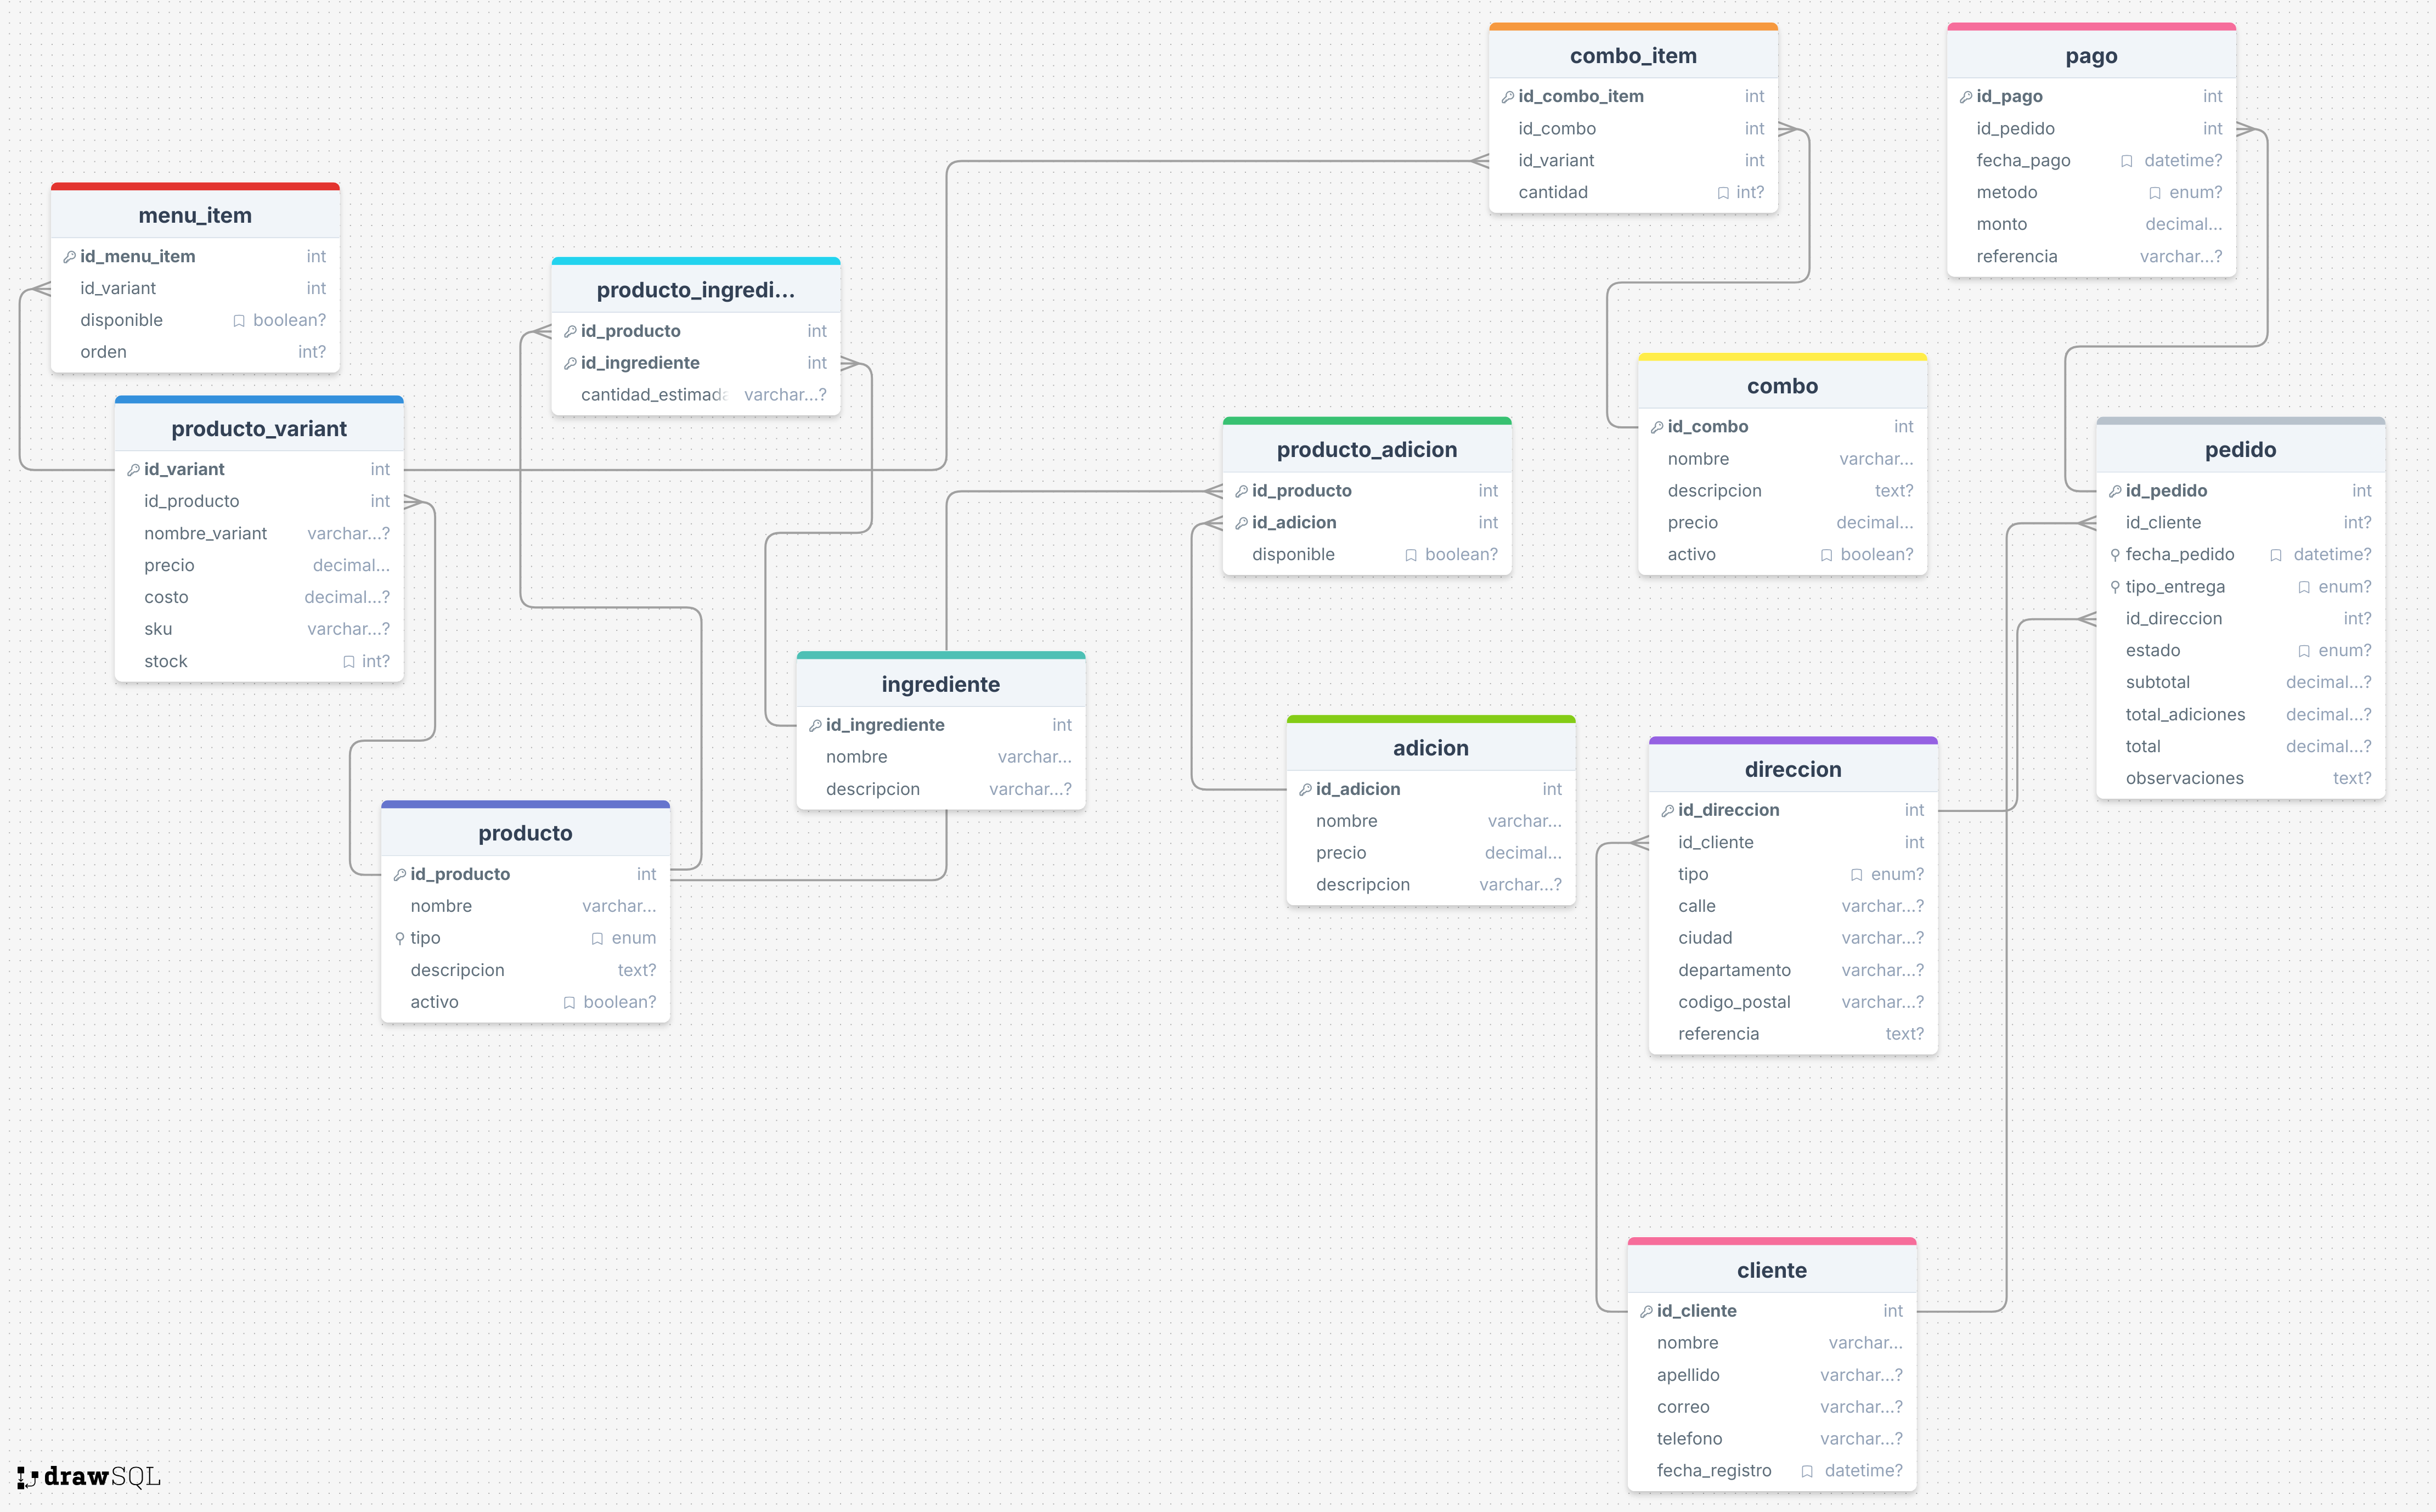 combo_item
id_combo_item int
id_combo int
id_variant int
cantidad int?
pago
id_pago int
id_pedido int
fecha_pago datetime?
metodo enum?
monto decimal...
referencia varchar...?
menu_item
id_menu_item int
id_variant int
disponible boolean?
orden int?
producto_ingredi...
id_producto int
id_ingrediente int
cantidad_estimada varchar...?
combo
id_combo int
nombre varchar...
descripcion text?
precio decimal...
activo boolean?
producto_variant
id_variant int
id_producto int
nombre_variant varchar...?
precio decimal...
costo decimal...?
sku varchar...?
stock int?
producto_adicion
id_producto int
id_adicion int
disponible boolean?
pedido
id_pedido int
id_cliente int?
fecha_pedido datetime?
tipo_entrega enum?
id_direccion int?
estado enum?
subtotal decimal...?
total_adiciones decimal...?
total decimal...?
observaciones text?
ingrediente
id_ingrediente int
nombre varchar...
descripcion varchar...?
adicion
id_adicion int
nombre varchar...
precio decimal...
descripcion varchar...?
direccion
id_direccion int
id_cliente int
tipo enum?
calle varchar...?
ciudad varchar...?
departamento varchar...?
codigo_postal varchar...?
referencia text?
producto
id_producto int
nombre varchar...
tipo enum
descripcion text?
activo boolean?
cliente
id_cliente int
nombre varchar...
apellido varchar...?
correo varchar...?
telefono varchar...?
fecha_registro datetime?
drawSQL